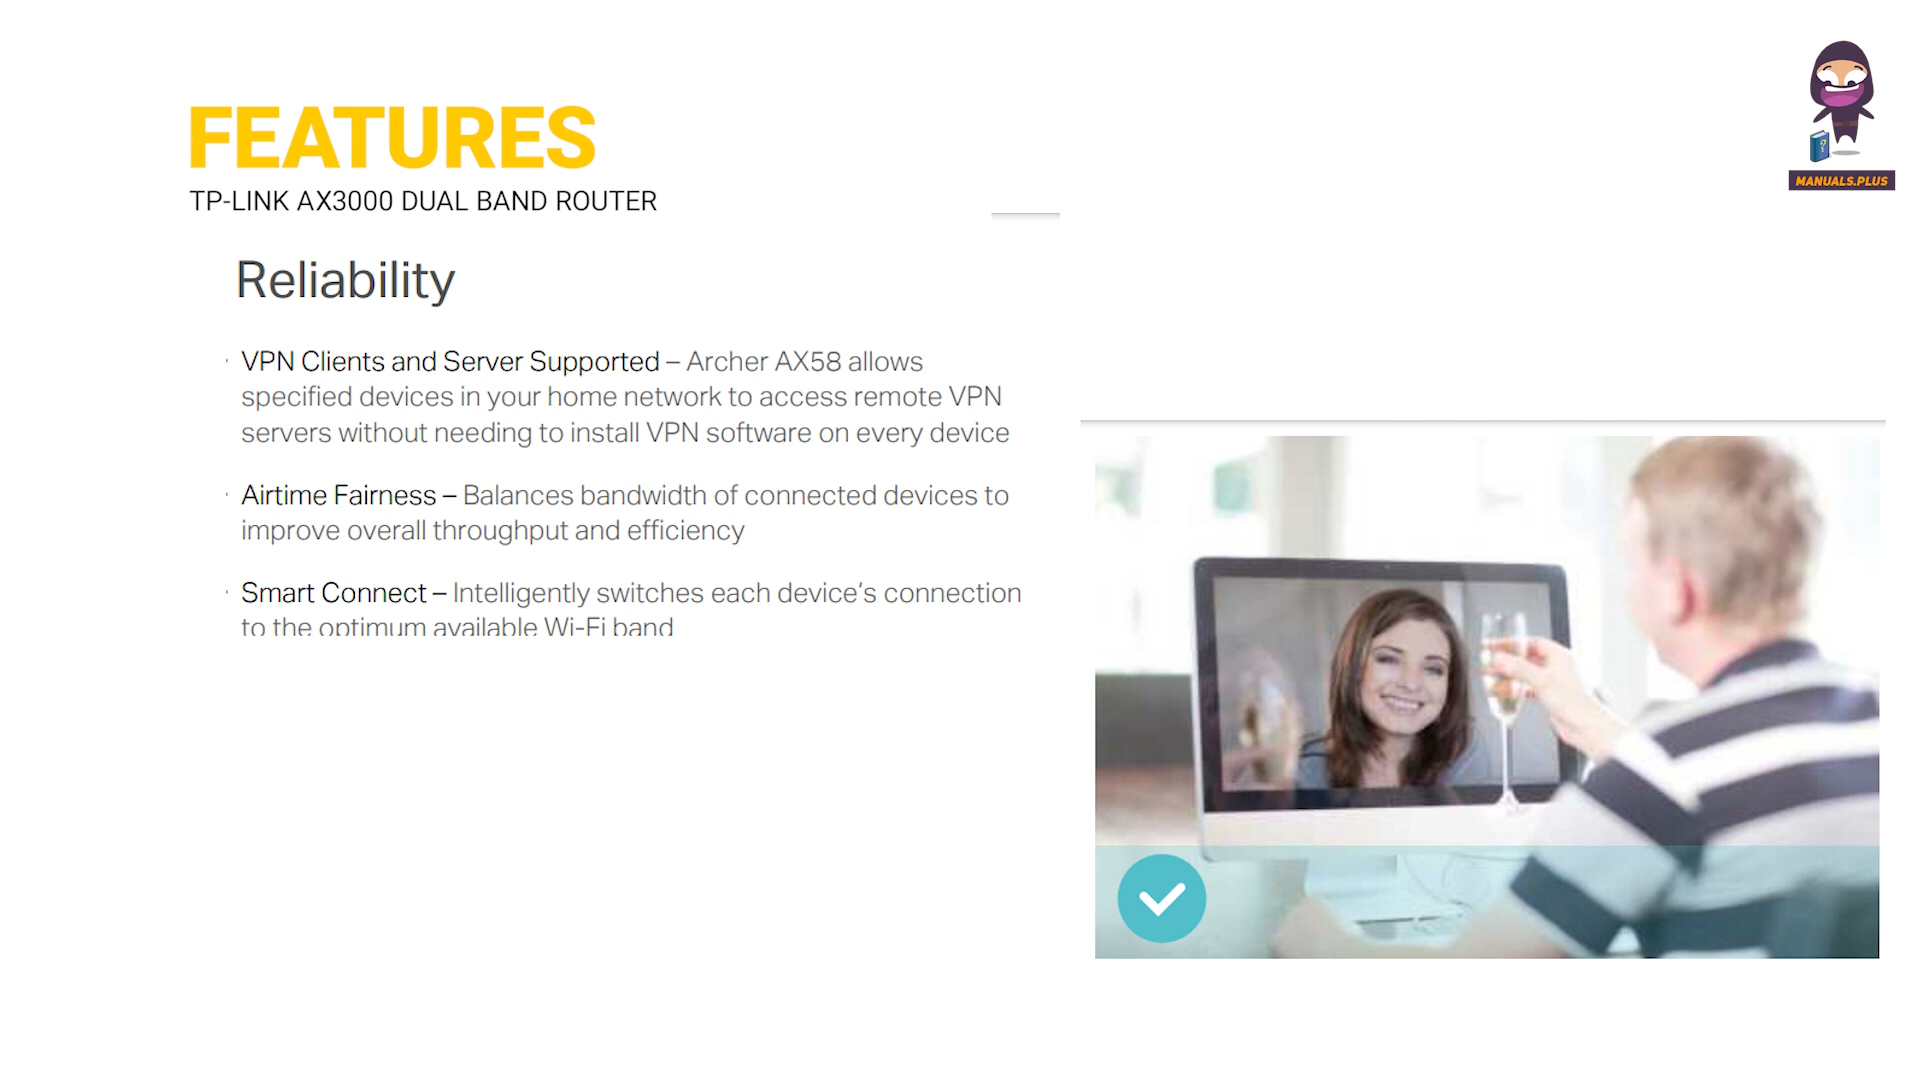 FEATURES
TP-LINK AX3000 DUAL BAND ROUTER
MANUALS.PLUS
Reliability
· VPN Clients and Server Supported – Archer AX58 allows
specified devices in your home network to access remote VPN
servers without needing to install VPN software on every device
· Airtime Fairness – Balances bandwidth of connected devices to
improve overall throughput and efficiency
· Smart Connect – Intelligently switches each device’s connection
to the optimum available Wi-Fi band